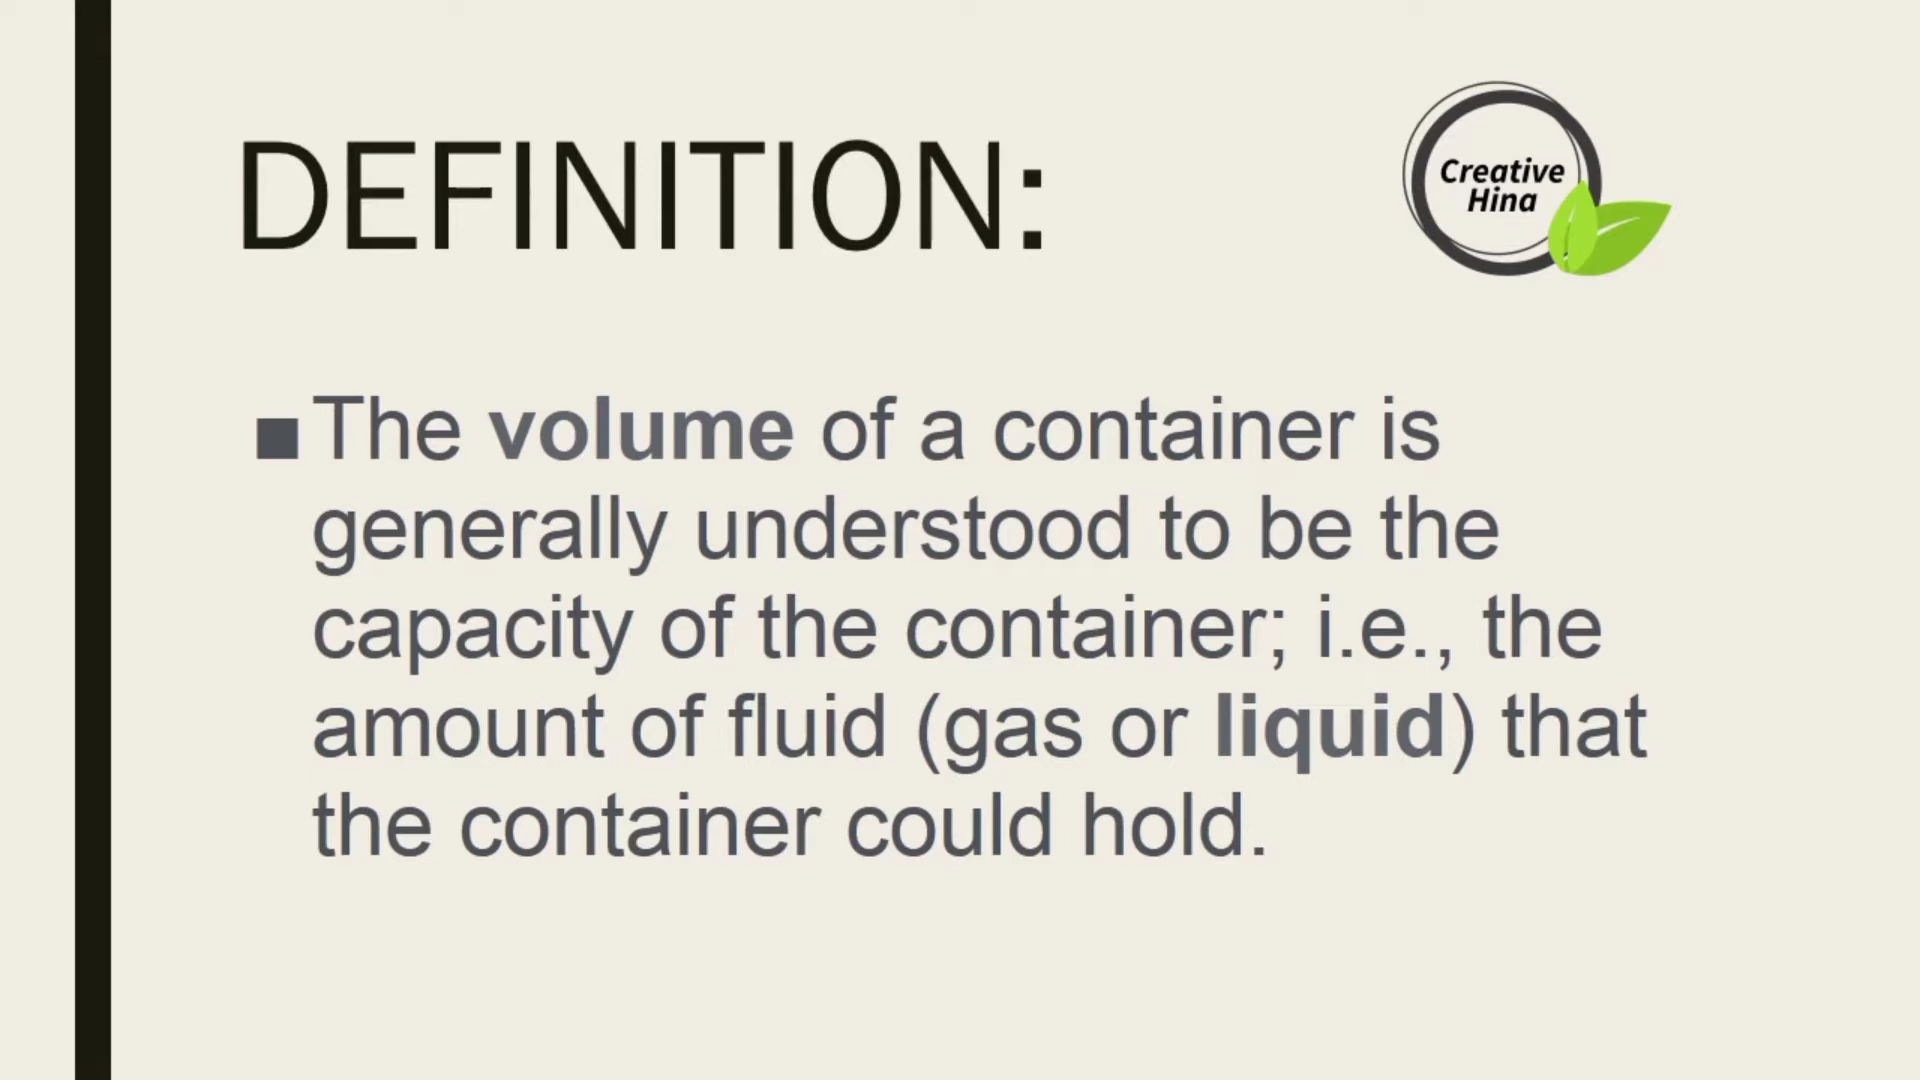 DEFINITION:
Creative
Hina
■The volume of a container is
generally understood to be the
capacity of the container; i.e., the
amount of fluid (gas or liquid) that
the container could hold.